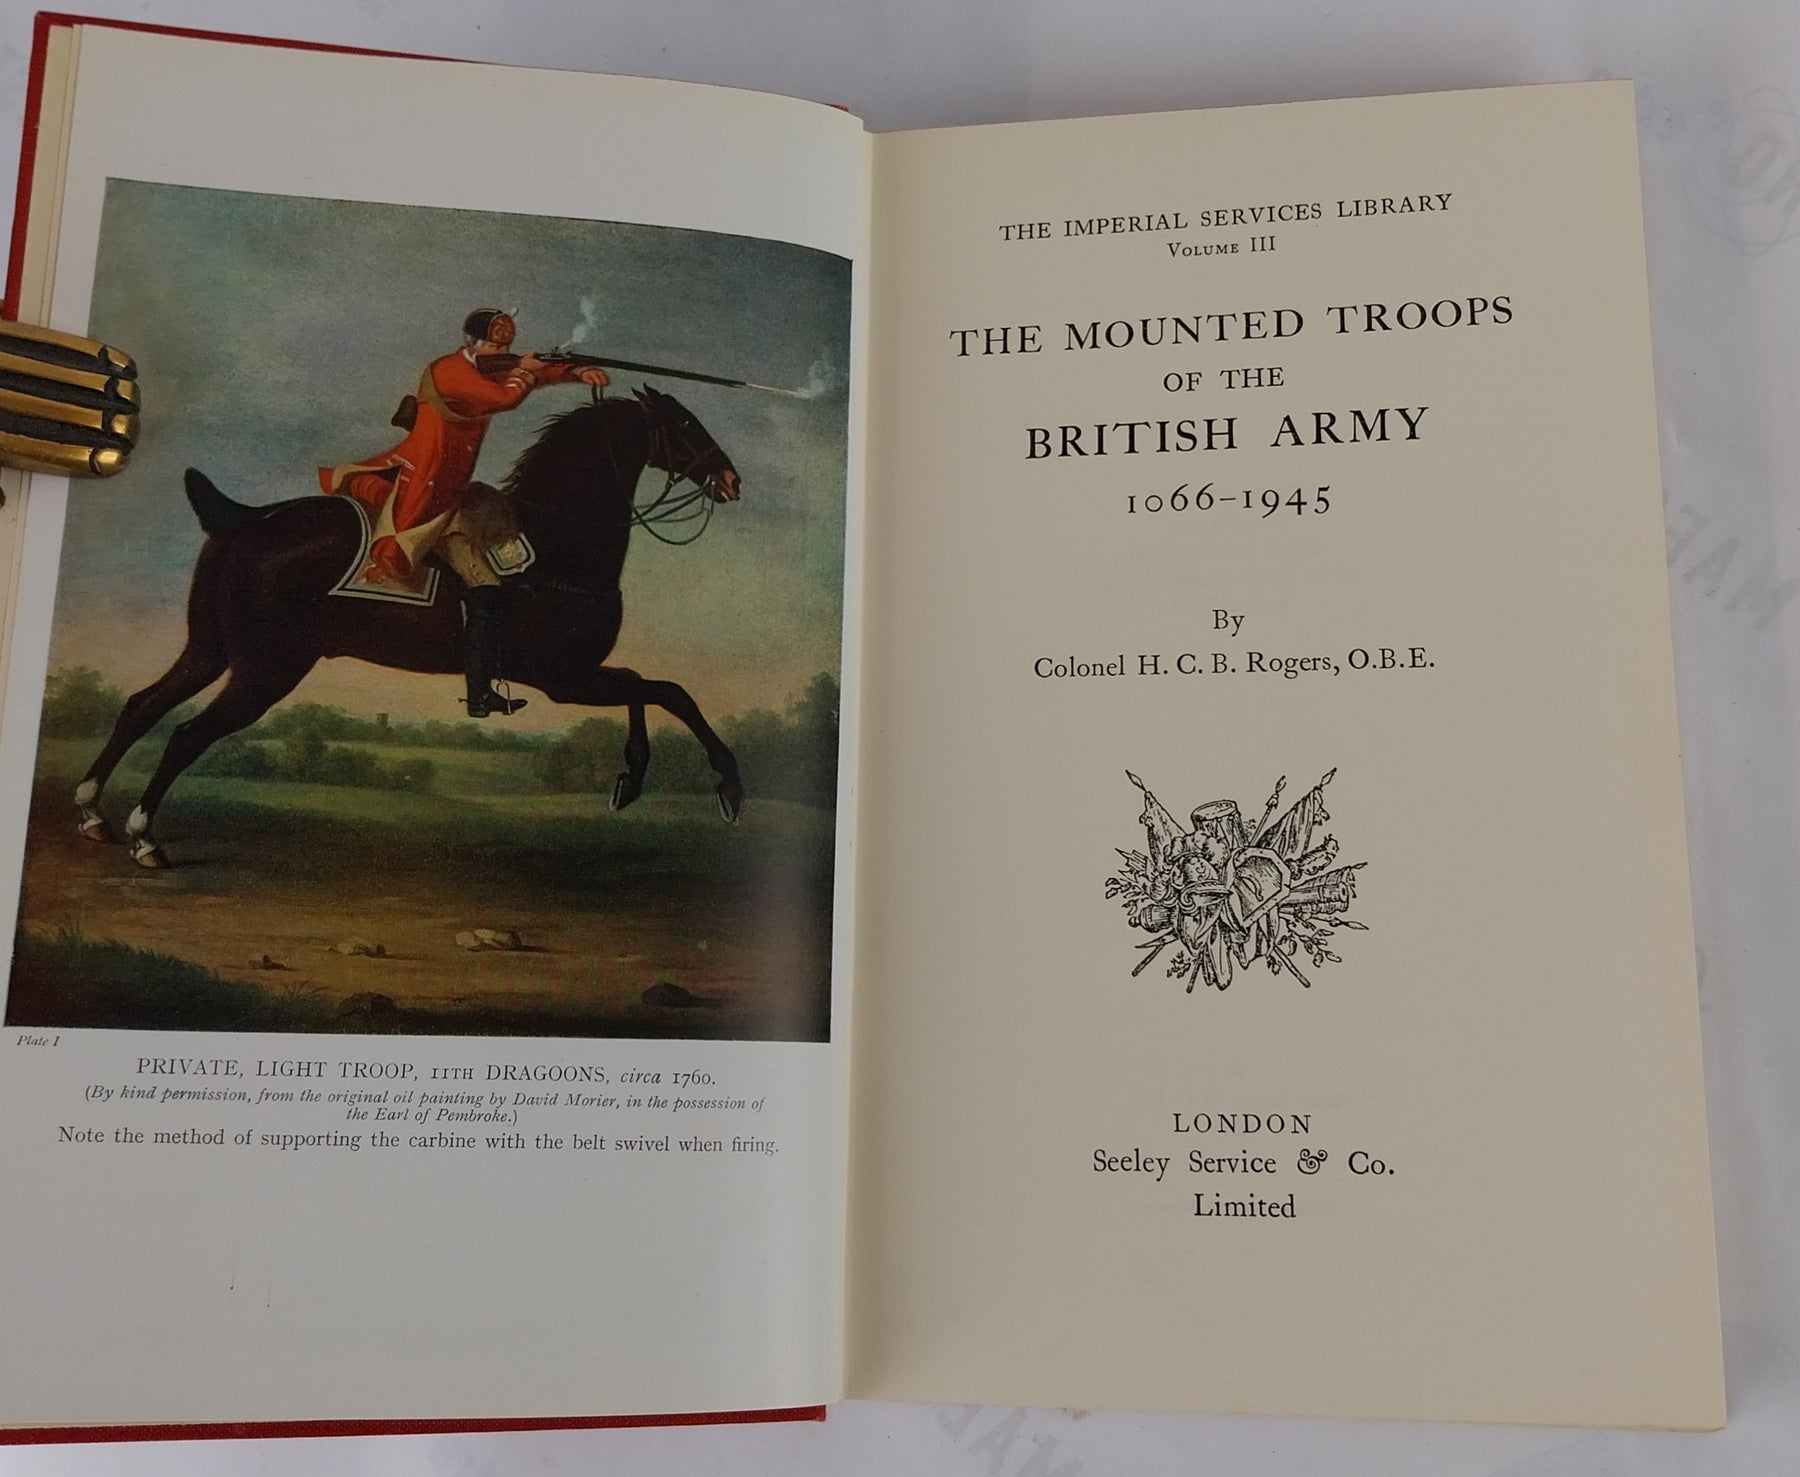 Plate I
PRIVATE, LIGHT TROOP, 11TH DRAGOONS, circa 1760.
(By kind permission, from the original oil painting by David Morier, in the possession of
the Earl of Pembroke.)
Note the method of supporting the carbine with the belt swivel when firing.
THE IMPERIAL SERVICES LIBRARY
VOLUME III
THE MOUNTED TROOPS
OF THE
BRITISH ARMY
1066–1945
By
Colonel H. C. B. Rogers, O.B.E.
LONDON
Seeley Service & Co.
Limited